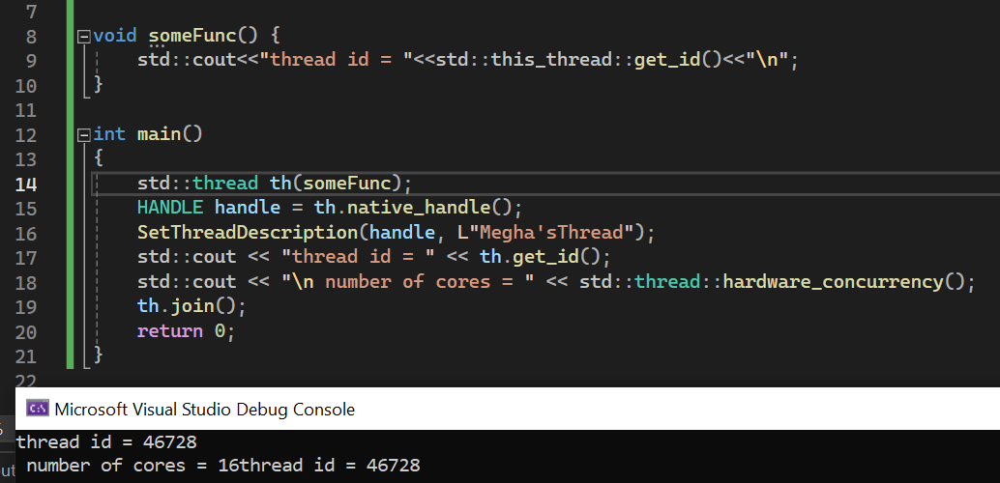 7
8 void someFunc() {
9 std::cout<<"thread id = "<<std::this_thread::get_id()<<"\n";
10 }
11
12 int main()
13 {
14 std::thread th(someFunc);
15 HANDLE handle = th.native_handle();
16 SetThreadDescription(handle, L"Megha'sThread");
17 std::cout << "thread id = " << th.get_id();
18 std::cout << "\n number of cores = " << std::thread::hardware_concurrency();
19 th.join();
20 return 0;
21 }
22
C:\ Microsoft Visual Studio Debug Console
thread id = 46728
number of cores = 16thread id = 46728